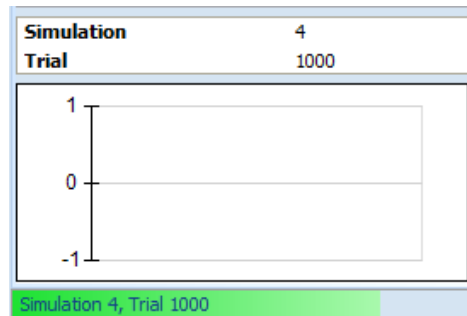 Simulation 4
Trial 1000
1
0
-1
Simulation 4, Trial 1000